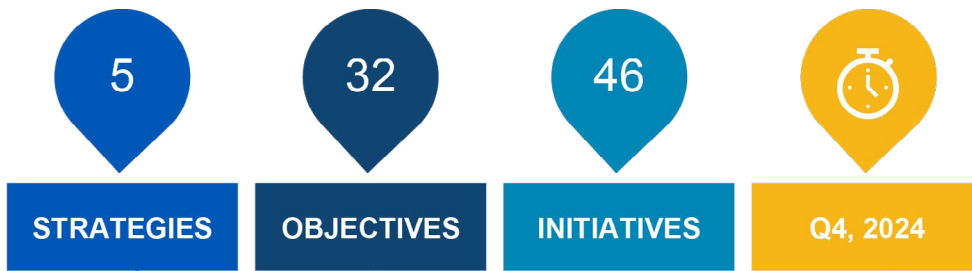 5
32
46
STRATEGIES
OBJECTIVES
INITIATIVES
Q4, 2024